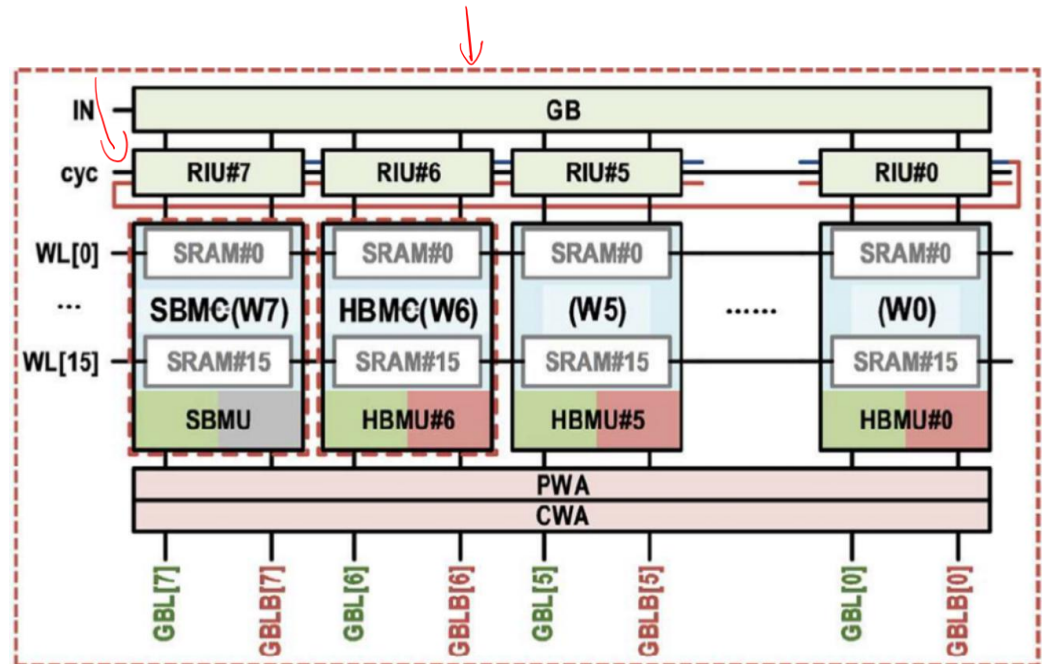 IN GB
cyc RIU#7 RIU#6 RIU#5 RIU#0
WL[0] SRAM#0 SRAM#0 SRAM#0 SRAM#0
... SBMC(W7) HBMC(W6) (W5) ...... (W0)
WL[15] SRAM#15 SRAM#15 SRAM#15 SRAM#15
SBMU HBMU#6 HBMU#5 HBMU#0
PWA
CWA
GBL[7] GBLB[7] GBL[6] GBLB[6] GBL[5] GBLB[5] GBL[0] GBLB[0]